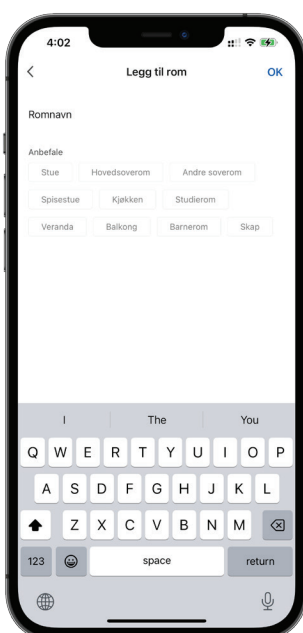 4:02
Legg til rom
OK
Romnavn
Anbefale
Stue Hovedsoverom Andre soverom
Spisestue Kjøkken Studierom
Veranda Balkong Barnerom Skap
I The You
Q W E R T Y U I O P
A S D F G H J K L
Z X C V B N M
123 space return